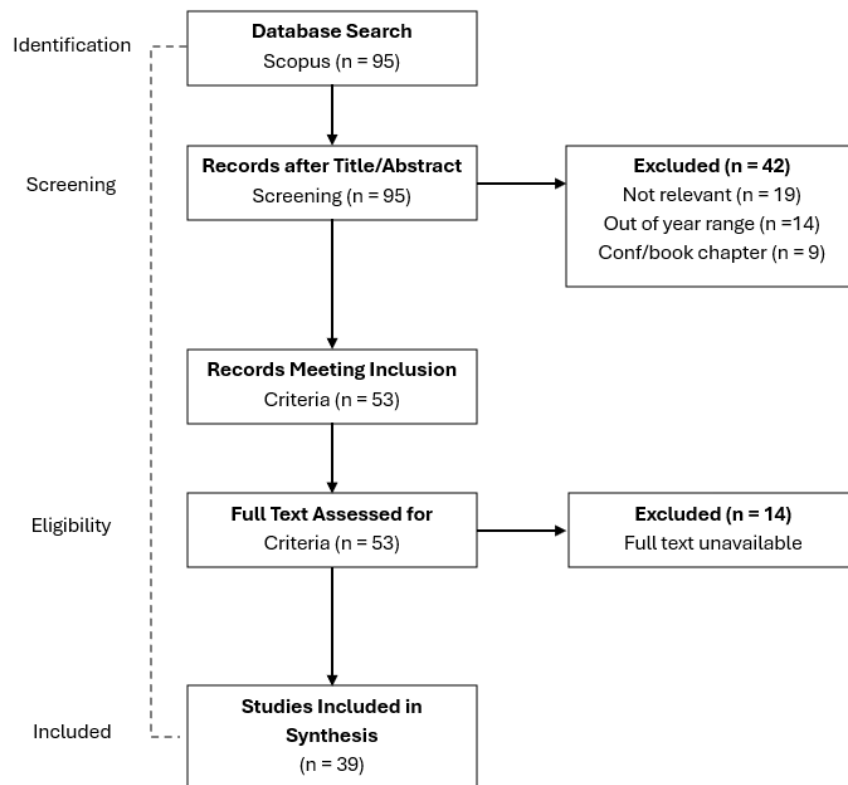 Identification
Database Search
Scopus (n = 95)
Screening
Records after Title/Abstract
Screening (n = 95)
Excluded (n = 42)
Not relevant (n = 19)
Out of year range (n =14)
Conf/book chapter (n = 9)
Records Meeting Inclusion
Criteria (n = 53)
Eligibility
Full Text Assessed for
Criteria (n = 53)
Excluded (n = 14)
Full text unavailable
Included
Studies Included in
Synthesis
(n = 39)